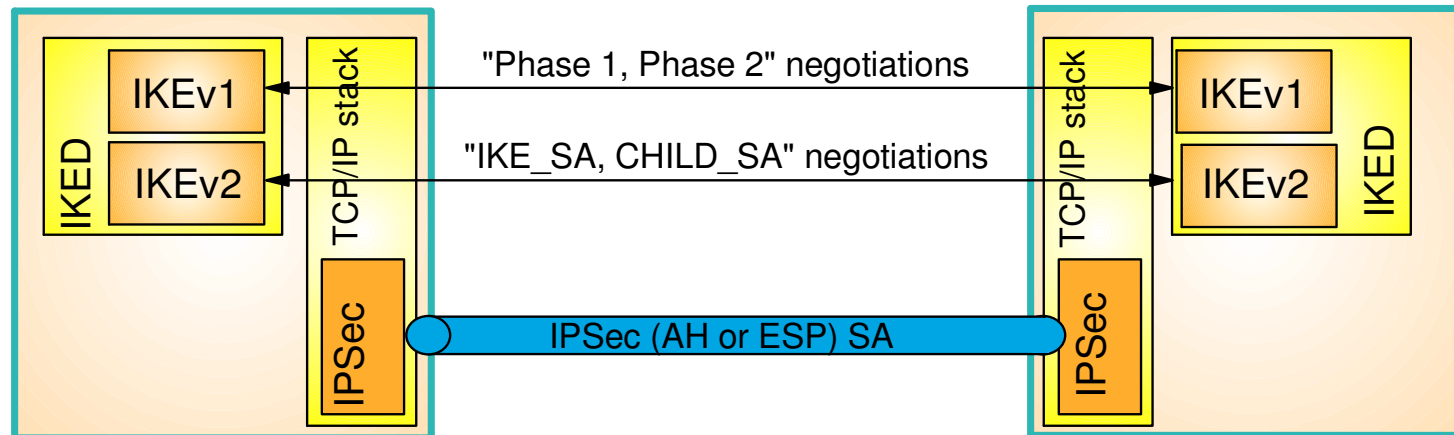 "Phase 1, Phase 2" negotiations
IKEv1
IKEv1
"IKE_SA, CHILD_SA" negotiations
IKEv2
IKEv2
IKED
TCP/IP stack
TCP/IP stack
IKED
IPSec
IPSec (AH or ESP) SA
IPSec